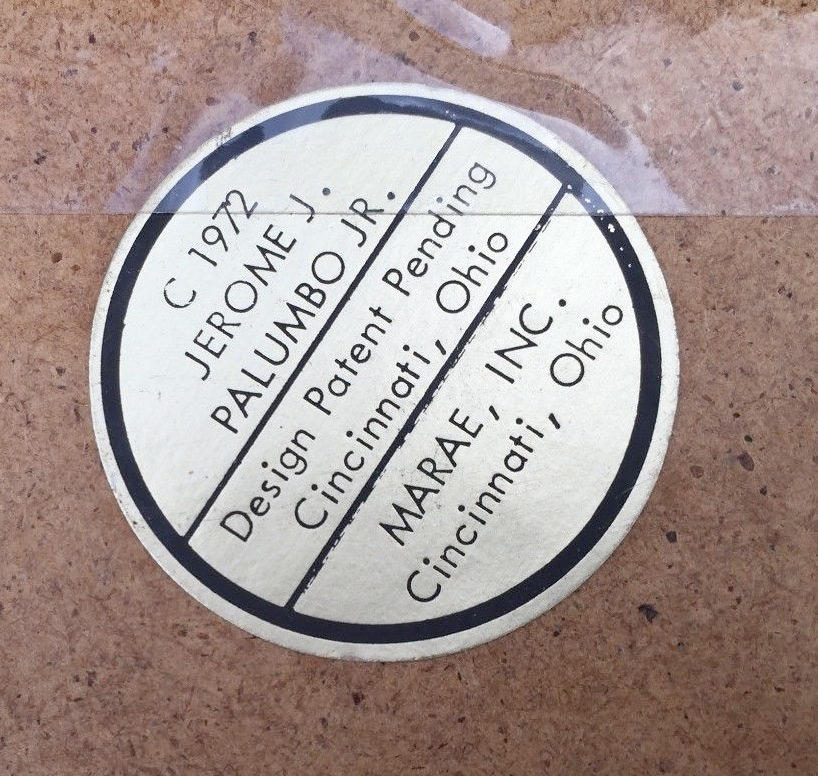 C 1972
JEROME J.
PALUMBO JR.
Design Patent Pending
Cincinnati, Ohio
MARAE, INC.
Cincinnati, Ohio